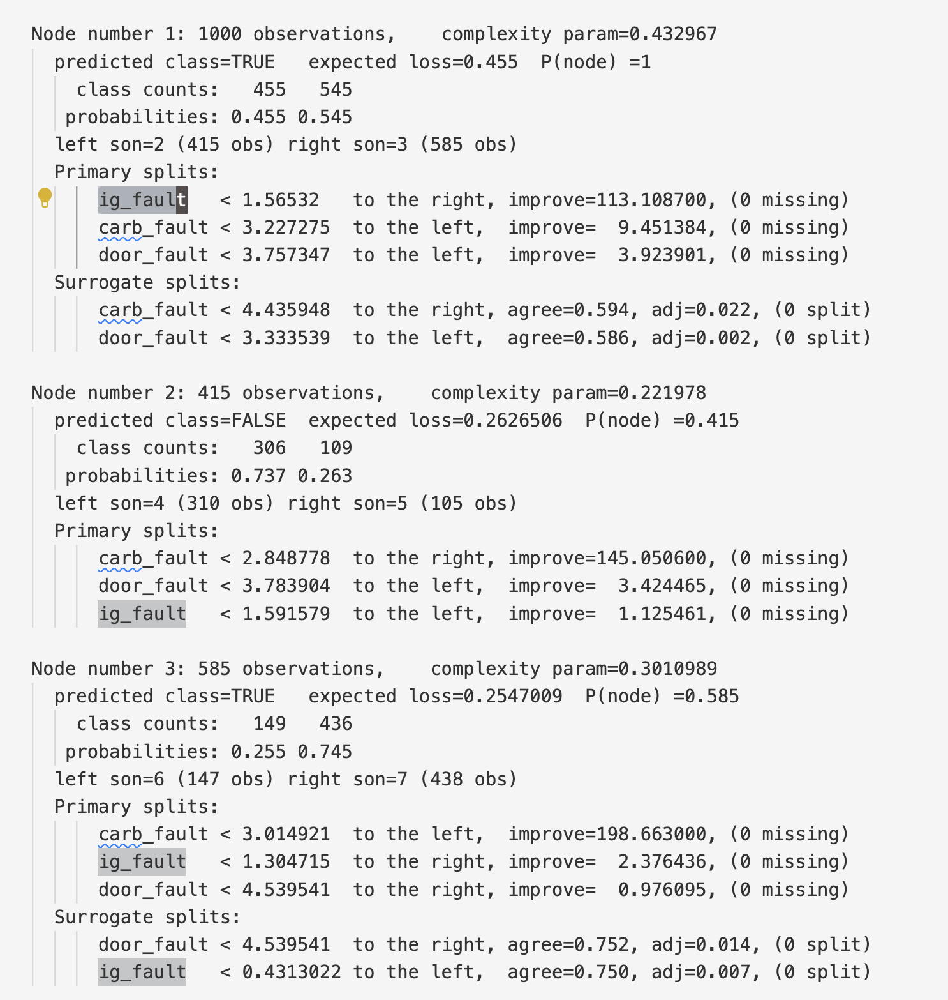 Node number 1: 1000 observations,    complexity param=0.432967
  predicted class=TRUE   expected loss=0.455  P(node) =1
    class counts:   455   545
   probabilities: 0.455 0.545
  left son=2 (415 obs) right son=3 (585 obs)
  Primary splits:
      ig_fault   < 1.56532   to the right, improve=113.108700, (0 missing)
      carb_fault < 3.227275  to the left,  improve=  9.451384, (0 missing)
      door_fault < 3.757347  to the left,  improve=  3.923901, (0 missing)
  Surrogate splits:
      carb_fault < 4.435948  to the right, agree=0.594, adj=0.022, (0 split)
      door_fault < 3.333539  to the left,  agree=0.586, adj=0.002, (0 split)

Node number 2: 415 observations,    complexity param=0.221978
  predicted class=FALSE  expected loss=0.2626506  P(node) =0.415
    class counts:   306   109
   probabilities: 0.737 0.263
  left son=4 (310 obs) right son=5 (105 obs)
  Primary splits:
      carb_fault < 2.848778  to the right, improve=145.050600, (0 missing)
      door_fault < 3.783904  to the left,  improve=  3.424465, (0 missing)
      ig_fault   < 1.591579  to the left,  improve=  1.125461, (0 missing)

Node number 3: 585 observations,    complexity param=0.3010989
  predicted class=TRUE   expected loss=0.2547009  P(node) =0.585
    class counts:   149   436
   probabilities: 0.255 0.745
  left son=6 (147 obs) right son=7 (438 obs)
  Primary splits:
      carb_fault < 3.014921  to the left,  improve=198.663000, (0 missing)
      ig_fault   < 1.304715  to the right, improve=  2.376436, (0 missing)
      door_fault < 4.539541  to the right, improve=  0.976095, (0 missing)
  Surrogate splits:
      door_fault < 4.539541  to the right, agree=0.752, adj=0.014, (0 split)
      ig_fault   < 0.4313022 to the left,  agree=0.750, adj=0.007, (0 split)